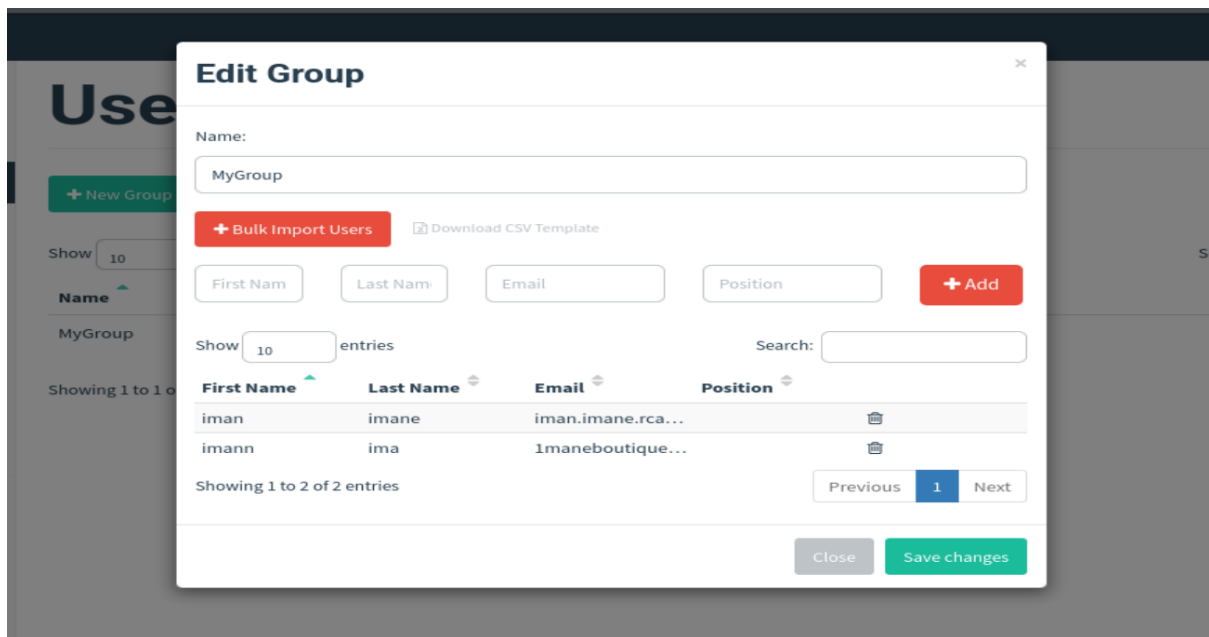 Edit Group
×
Use
Name:
MyGroup
New Group
Bulk Import Users
Download CSV Template
Show 10
S
First Nam
Last Nam
Email
Position
Add
Name
MyGroup
Show 10 entries
Search:
Showing 1 to 1 o
First Name Last Name Email Position
iman imane iman.imane.rca...
imann ima 1maneboutique...
Showing 1 to 2 of 2 entries
Previous 1 Next
Close
Save changes